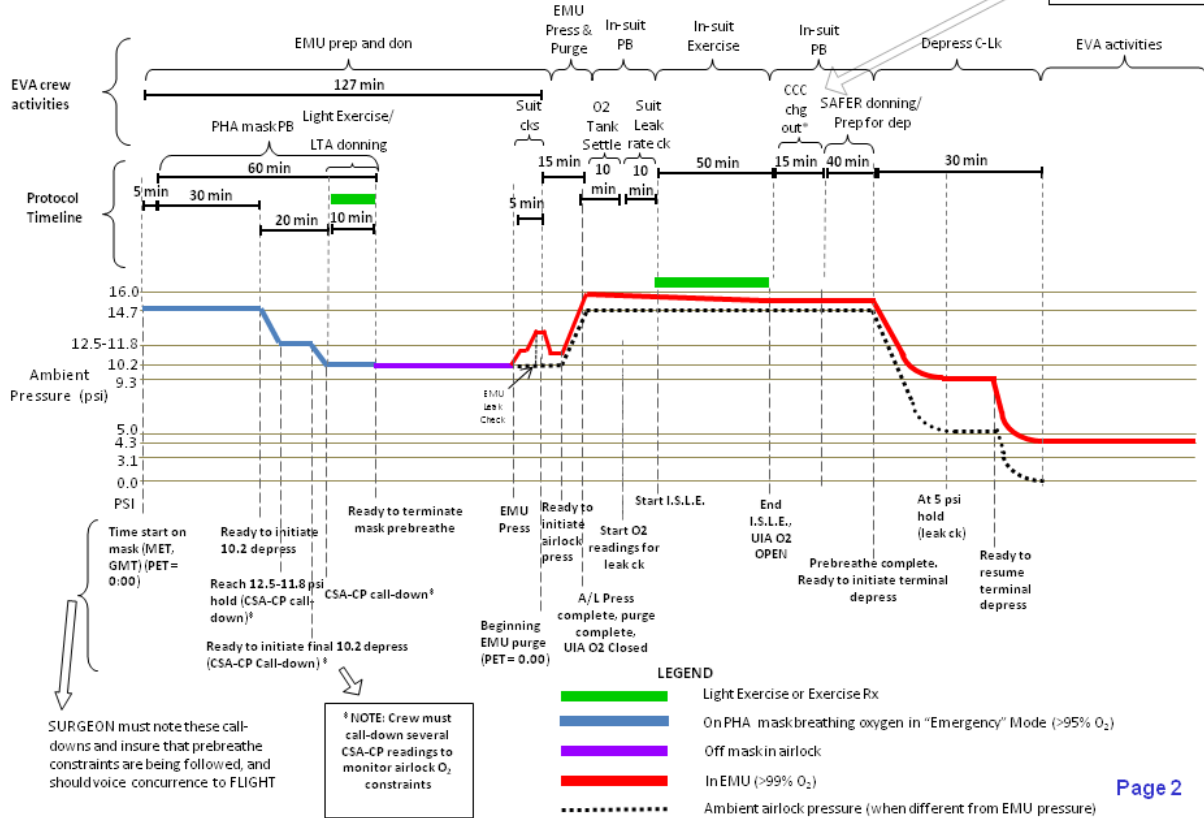 EMU
Press &
Purge
In-suit
PB
In-suit
Exercise
In-suit
PB
EMU prep and don
Depress C-Lk
EVA activities
EVA crew
activities
127 min
PHA mask PB
Light Exercise/
LTA donning
Suit
cks
O2
Tank
Settle
Suit
Leak
rate ck
CCC
chg
out*
SAFER donning/
Prep for dep
Protocol
Timeline
60 min
15 min
10
min
10
min
50 min
15 min
40 min
30 min
5 min
30 min
20 min
10 min
5 min
16.0
14.7
12.5-11.8
10.2
9.3
5.0
4.3
3.1
0.0
PSI
Ambient
Pressure (psi)
EMU
Leak
Check
Time start on
mask (MET,
GMT) (PET =
0:00)
Ready to initiate
10.2 depress
Reach 12.5-11.8 psi
hold (CSA-CP call-
down)*
Ready to initiate final 10.2 depress
(CSA-CP Call-down) *
CSA-CP call-down*
Ready to terminate
mask prebreathe
EMU
Press
Beginning
EMU purge
(PET = 0.00)
Ready to
initiate
airlock
press
A/L Press
complete, purge
complete,
UIA O2 Closed
Start O2
readings for
leak ck
Start I.S.L.E.
End
I.S.L.E.,
UIA O2
OPEN
Prebreathe complete.
Ready to initiate terminal
depress
At 5 psi
hold
(leak ck)
Ready to
resume
terminal
depress
SURGEON must note these call-
downs and insure that prebreathe
constraints are being followed, and
should voice concurrence to FLIGHT
* NOTE: Crew must
call-down several
CSA-CP readings to
monitor airlock O₂
constraints
LEGEND
Light Exercise or Exercise Rx
On PHA mask breathing oxygen in “Emergency” Mode (>95% O₂)
Off mask in airlock
In EMU (>99% O₂)
Ambient airlock pressure (when different from EMU pressure)
Page 2